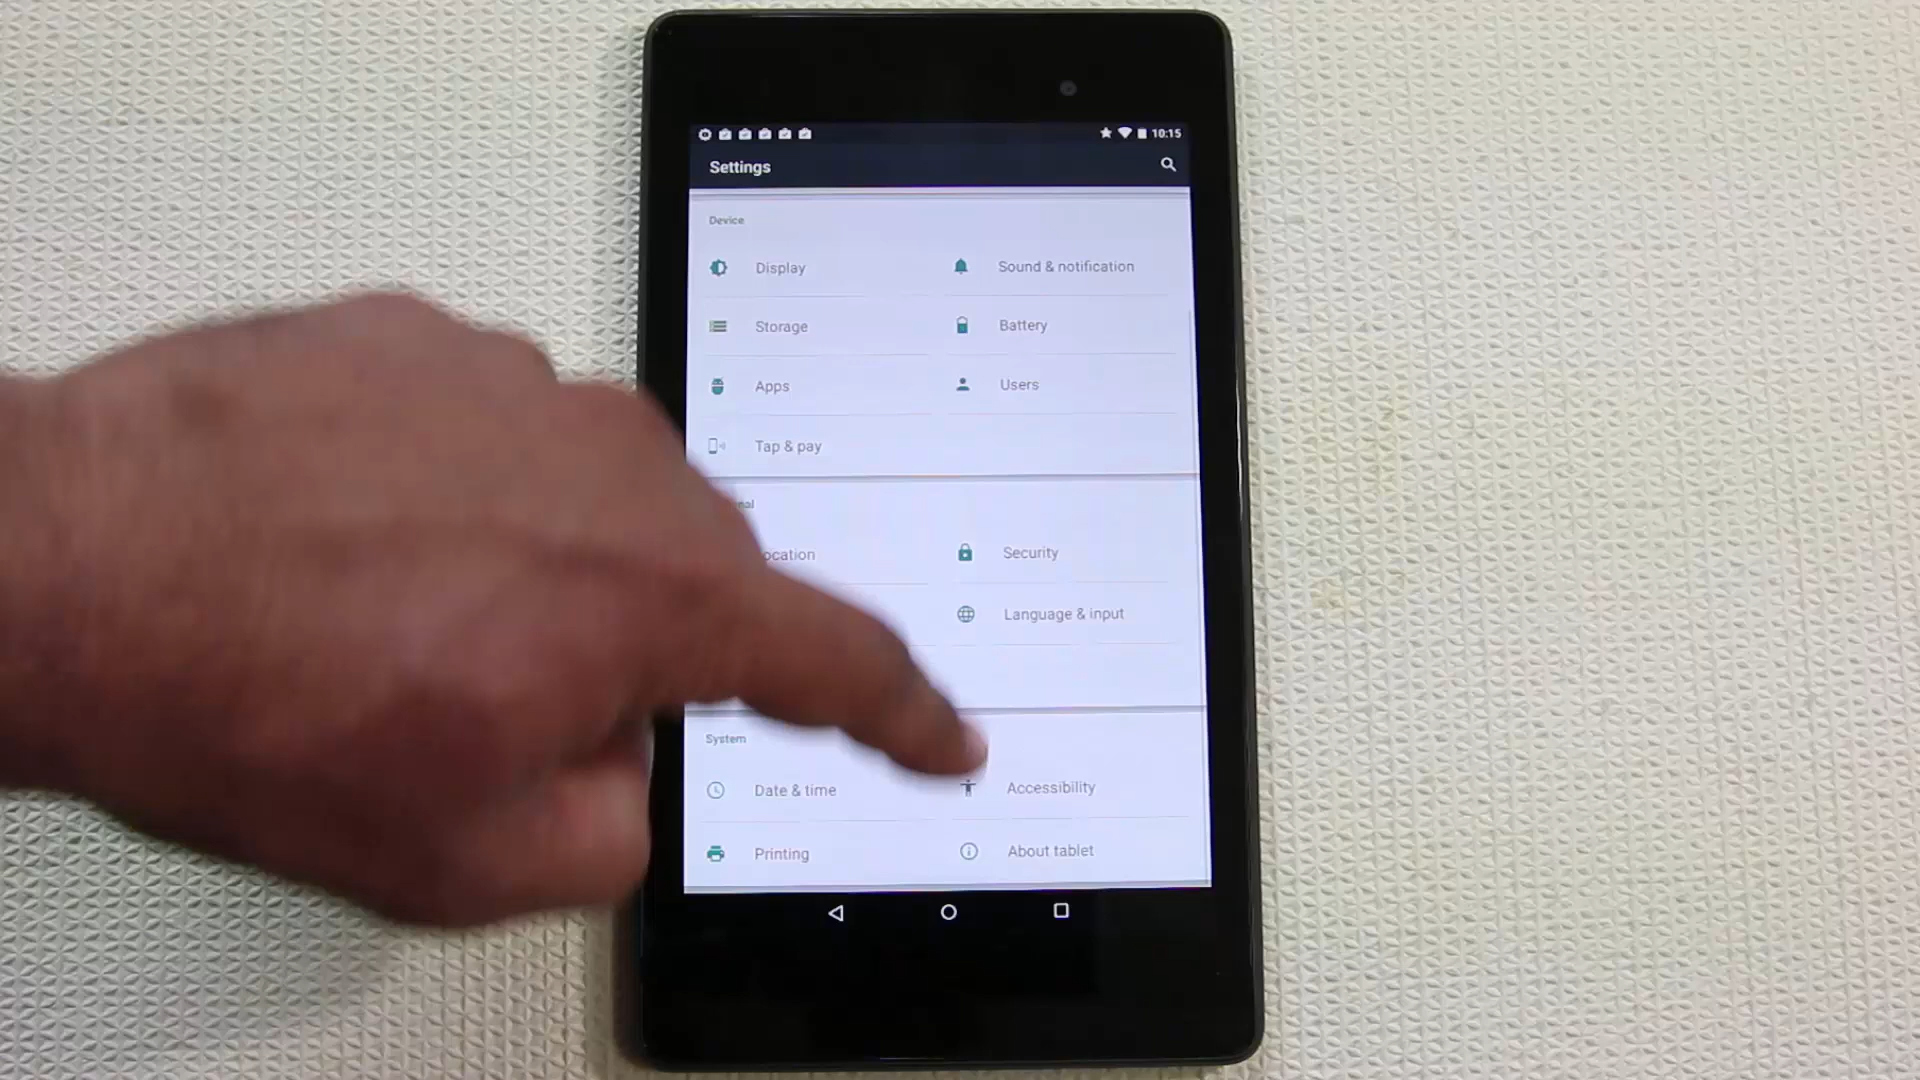 10:15
Settings
Device
Display
Sound & notification
Storage
Battery
Apps
Users
Tap & pay
Security
Language & input
System
Date & time
Accessibility
Printing
About tablet